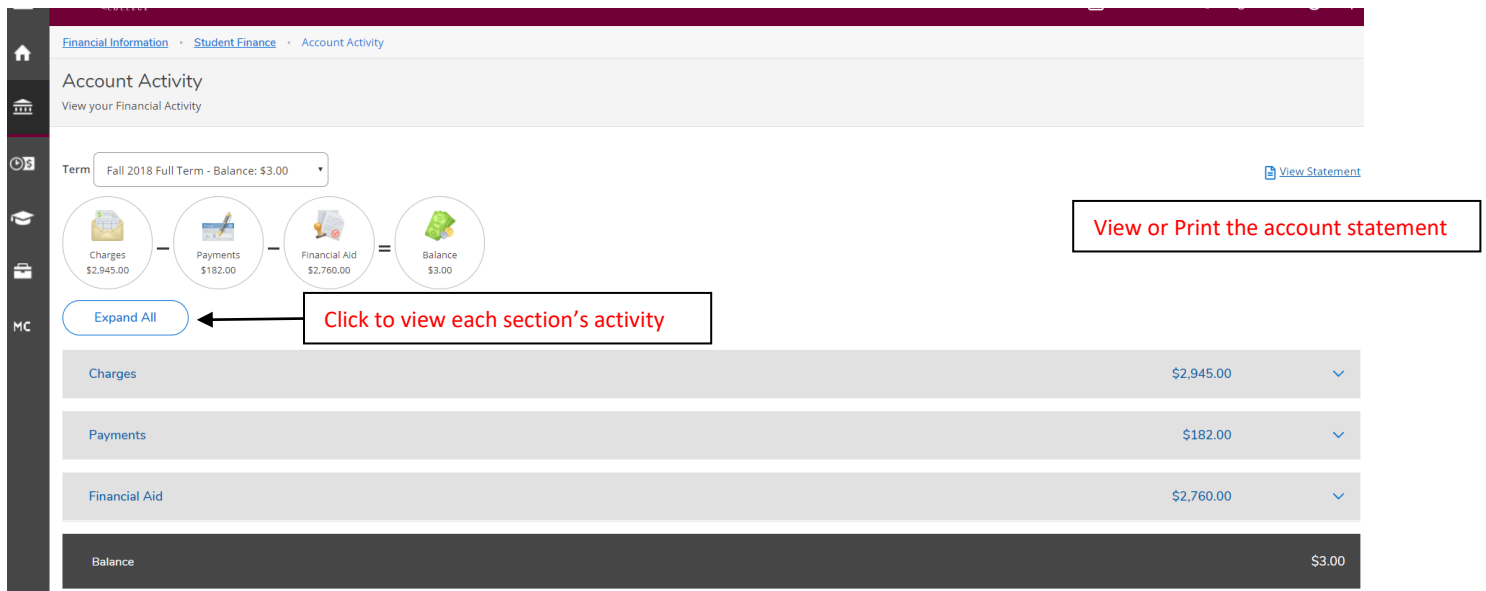 Financial Information • Student Finance • Account Activity
Account Activity
View your Financial Activity
Term Fall 2018 Full Term - Balance: $3.00
View Statement
View or Print the account statement
Charges
$2,945.00
–
Payments
$182.00
–
Financial Aid
$2,760.00
=
Balance
$3.00
Expand All
Click to view each section’s activity
MC
Charges $2,945.00
Payments $182.00
Financial Aid $2,760.00
Balance $3.00